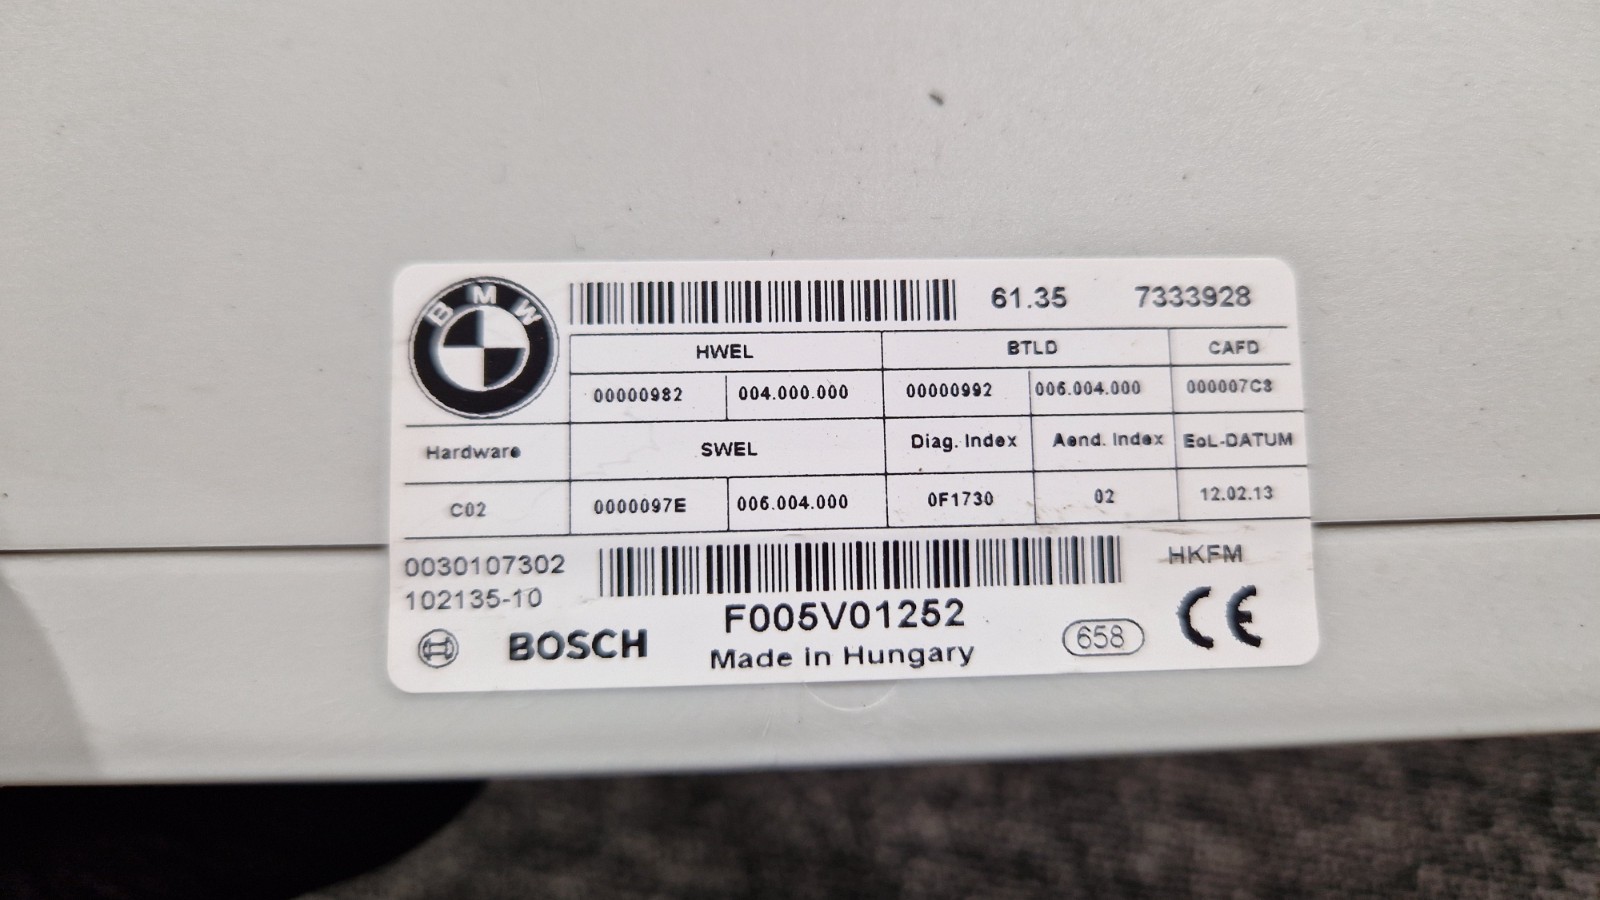 BMW
61.35 7333928
HWEL BTLD CAFD
00000982 004.000.000 00000992 006.004.000 000007C8
Hardware SWEL Diag. Index Aend. Index EoL-DATUM
C02 0000097E 006.004.000 0F1730 02 12.02.13
0030107302 HKFM
102135-10
F005V01252
BOSCH Made in Hungary 658 CE